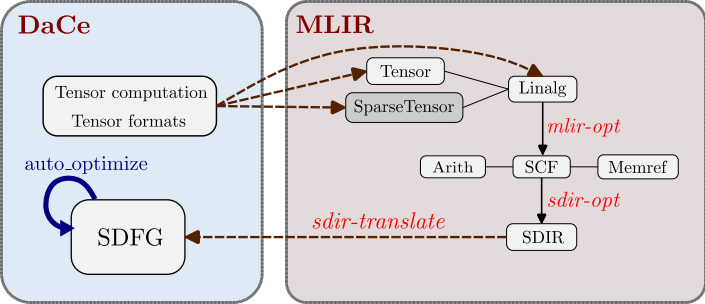 DaCe
Tensor computation
Tensor formats
auto_optimize
SDFG
MLIR
Tensor
SparseTensor
Linalg
mlir-opt
Arith
SCF
Memref
sdir-opt
sdir-translate
SDIR